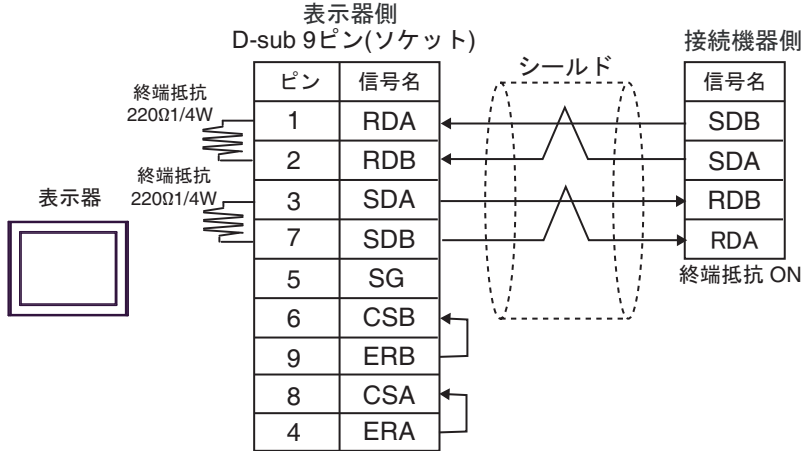 表示器側
D-sub 9ピン(ソケット)
接続機器側
シールド
ピン 信号名
信号名
終端抵抗
220Ω1/4W
1 RDA
SDB
2 RDB
SDA
終端抵抗
220Ω1/4W
表示器
3 SDA
RDB
7 SDB
RDA
終端抵抗 ON
5 SG
6 CSB
9 ERB
8 CSA
4 ERA